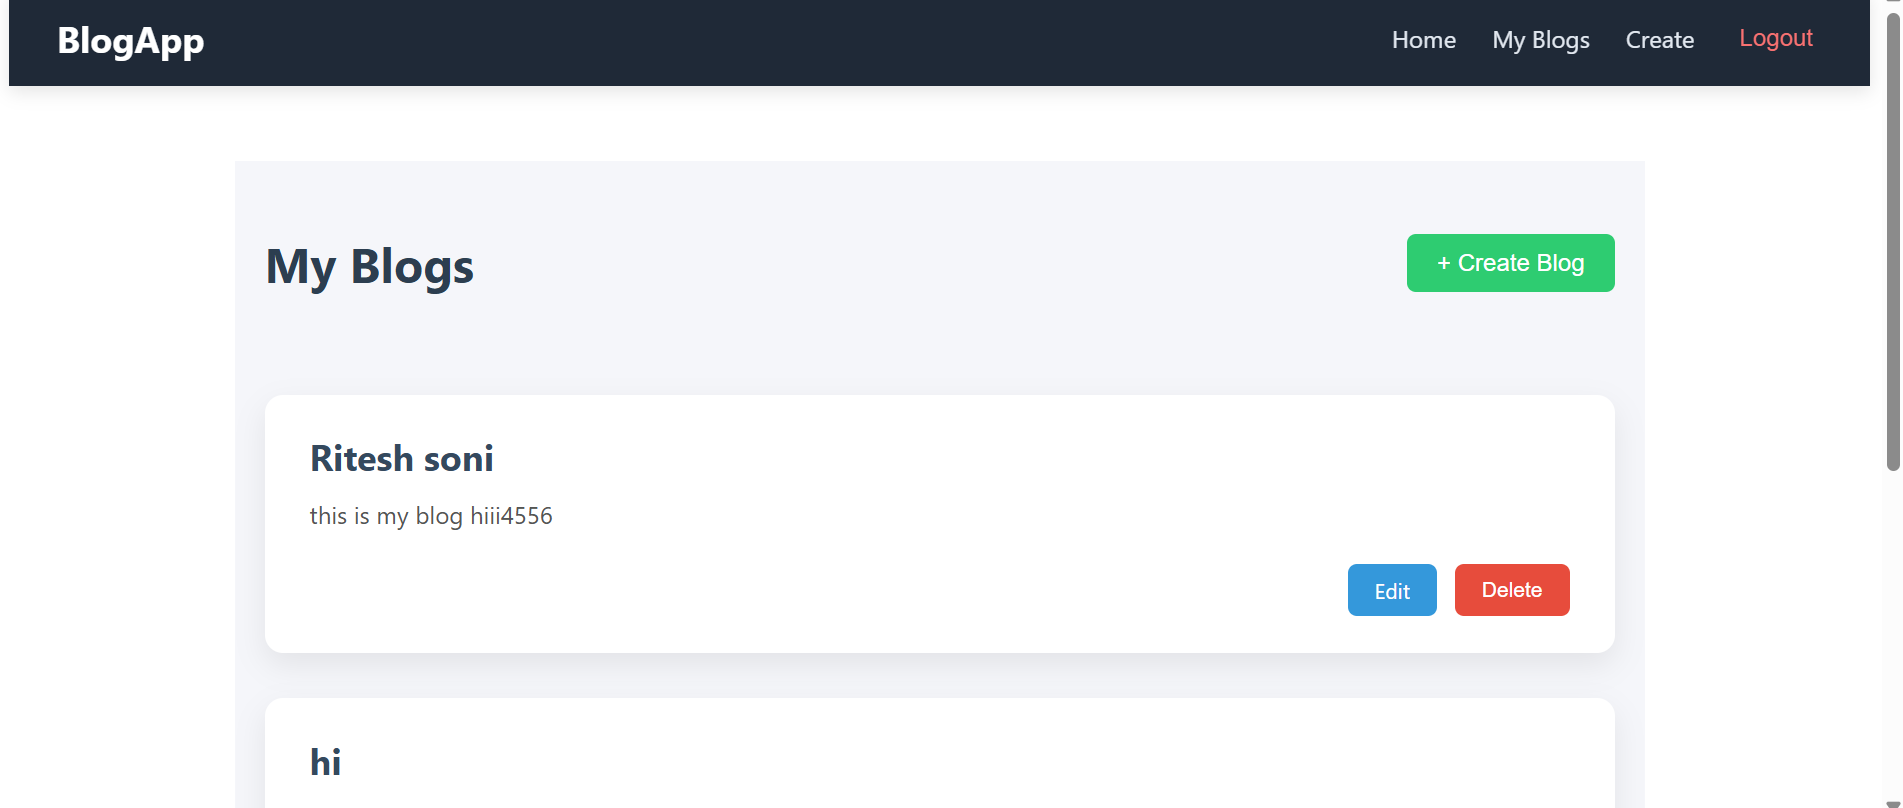 BlogApp
Home My Blogs Create Logout
My Blogs
+ Create Blog
Ritesh soni
this is my blog hiii4556
Edit Delete
hi